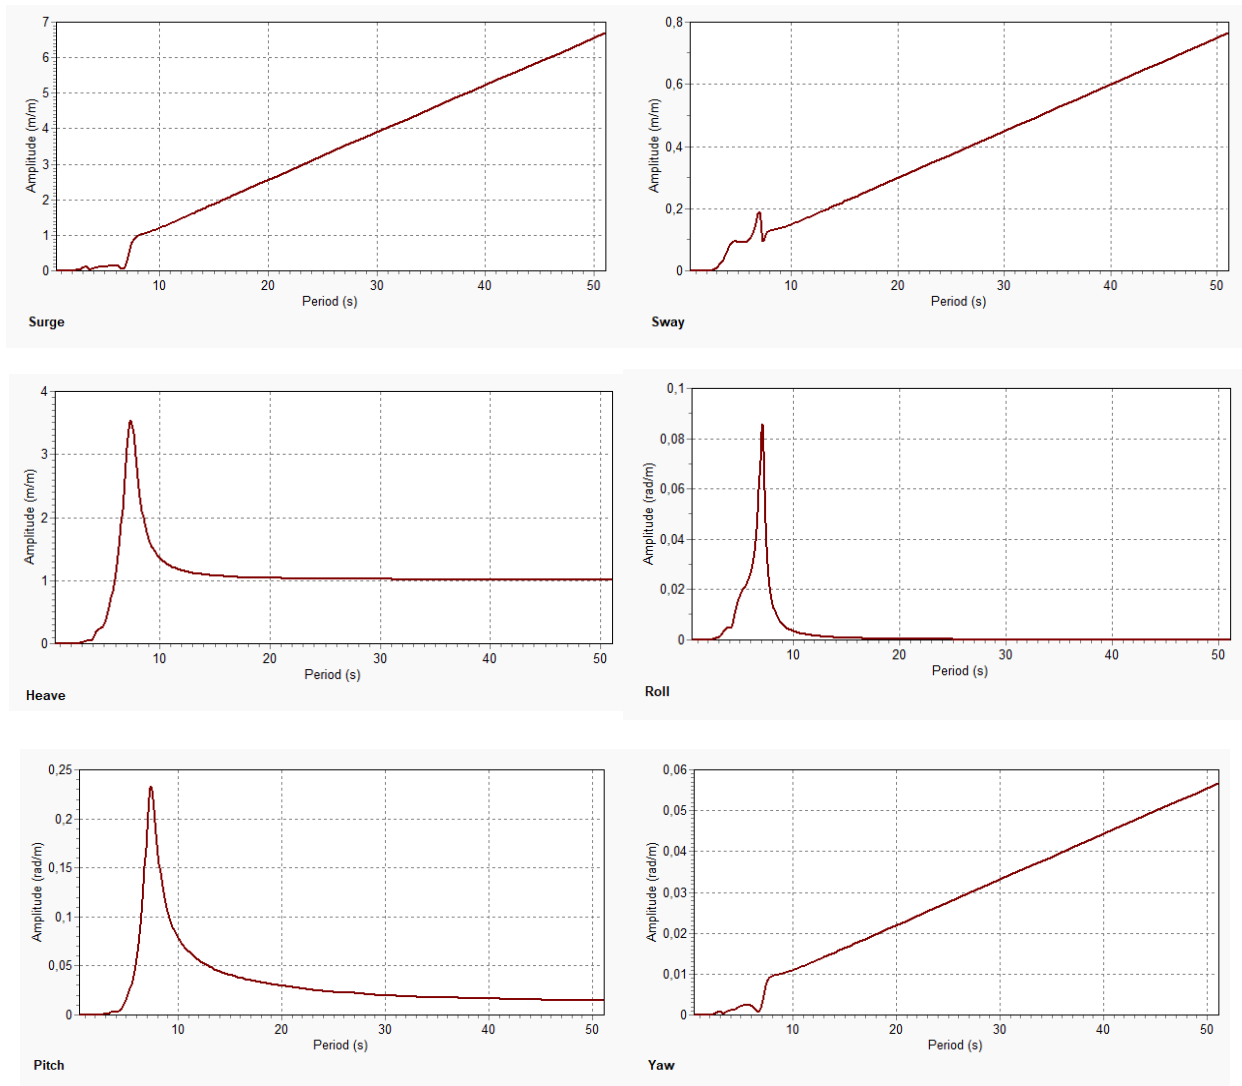 7
6
5
4
3
2
1
0
Amplitude (m/m)
10 20 30 40 50
Period (s)
Surge
0,8
0,6
0,4
0,2
0
Amplitude (m/m)
10 20 30 40 50
Period (s)
Sway
4
3
2
1
0
Amplitude (m/m)
10 20 30 40 50
Period (s)
Heave
0,1
0,08
0,06
0,04
0,02
0
Amplitude (rad/m)
10 20 30 40 50
Period (s)
Roll
0,25
0,2
0,15
0,1
0,05
0
Amplitude (rad/m)
10 20 30 40 50
Period (s)
Pitch
0,06
0,05
0,04
0,03
0,02
0,01
0
Amplitude (rad/m)
10 20 30 40 50
Period (s)
Yaw